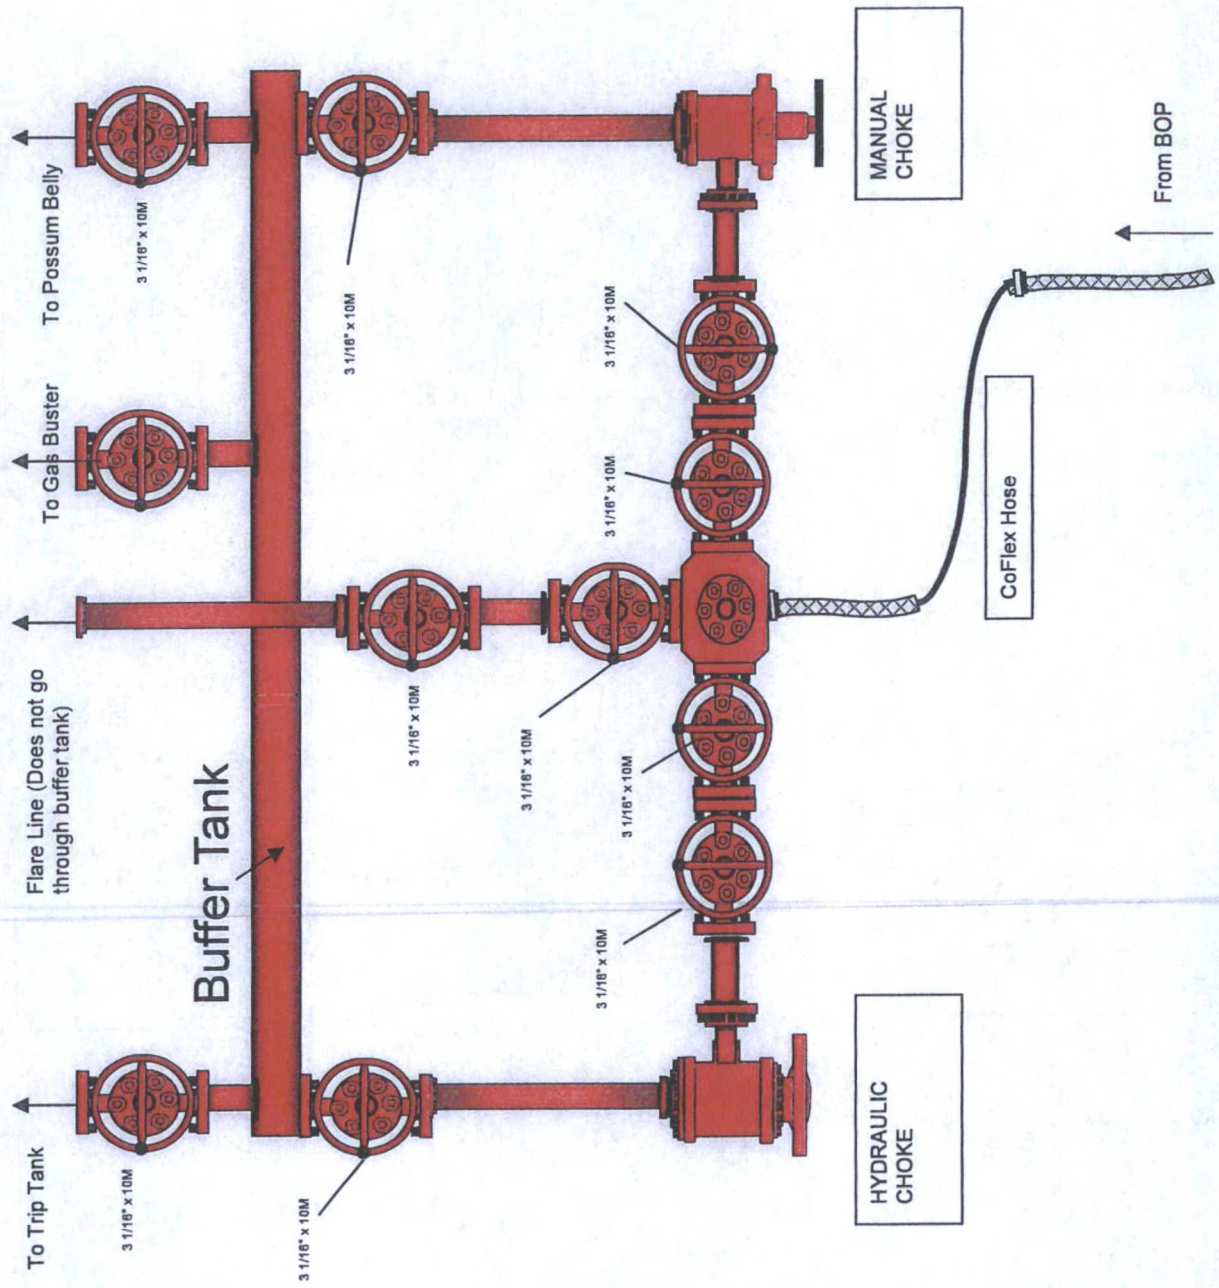 To Trip Tank
Flare Line (Does not go
through buffer tank)
To Gas Buster
To Possum Belly
3 1/16" x 10M
3 1/16" x 10M
Buffer Tank
3 1/16" x 10M
3 1/16" x 10M
3 1/16" x 10M
3 1/16" x 10M
3 1/16" x 10M
3 1/16" x 10M
3 1/16" x 10M
3 1/16" x 10M
HYDRAULIC
CHOKE
MANUAL
CHOKE
CoFlex Hose
From BOP